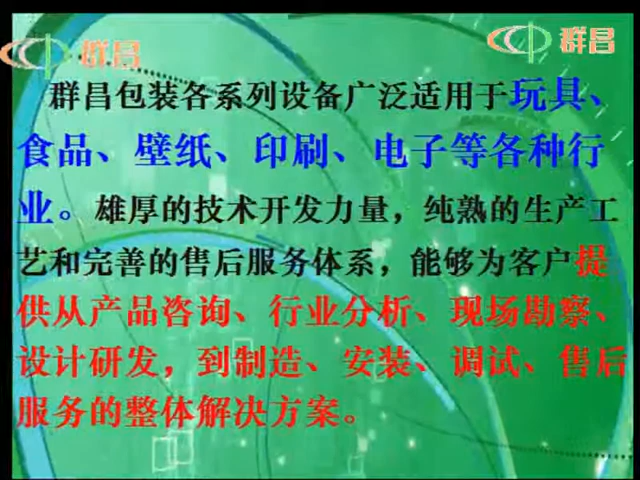 群昌 群昌
群昌包装各系列设备广泛适用于玩具、
食品、壁纸、印刷、电子等各种行
业。雄厚的技术开发力量，纯熟的生产工
艺和完善的售后服务体系，能够为客户提
供从产品咨询、行业分析、现场勘察、
设计研发，到制造、安装、调试、售后
服务的整体解决方案。